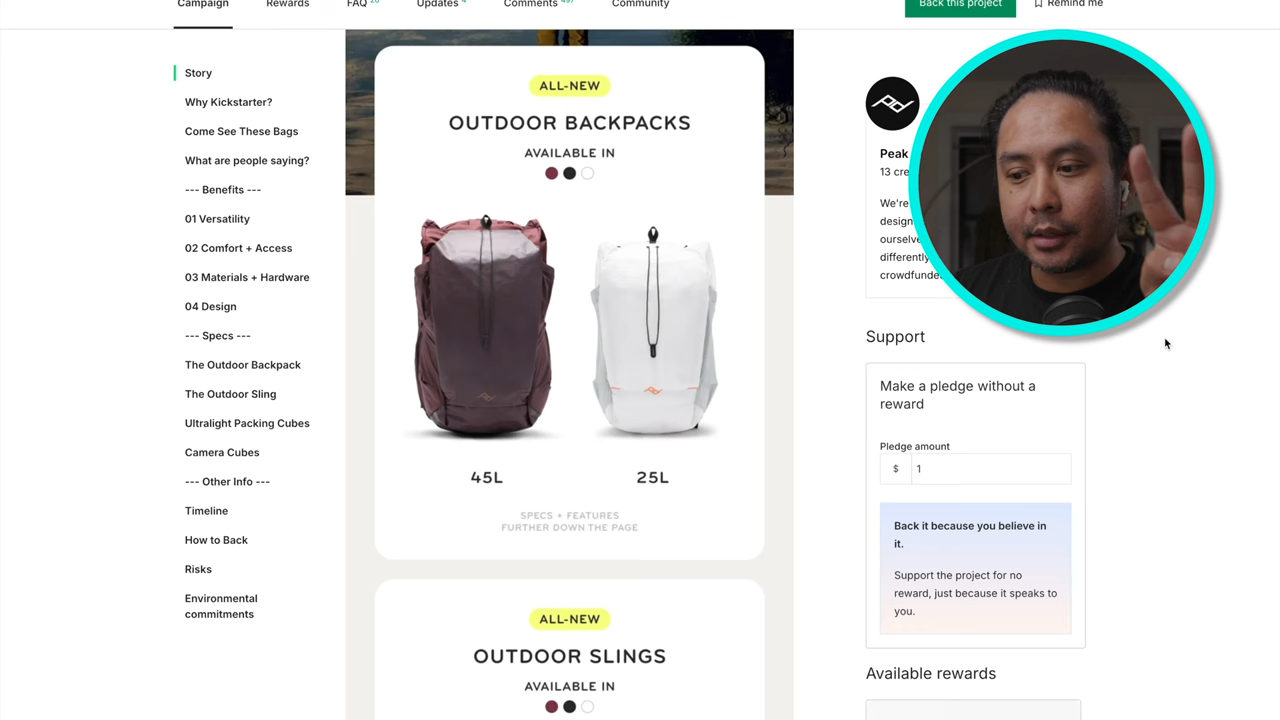 Campaign
Rewards
FAQ
Updates 4
Comments
Community
Back this project
Remind me
Story
Why Kickstarter?
Come See These Bags
What are people saying?
--- Benefits ---
01 Versatility
02 Comfort + Access
03 Materials + Hardware
04 Design
--- Specs ---
The Outdoor Backpack
The Outdoor Sling
Ultralight Packing Cubes
Camera Cubes
--- Other Info ---
Timeline
How to Back
Risks
Environmental
commitments
ALL-NEW
OUTDOOR BACKPACKS
AVAILABLE IN
45L
25L
SPECS + FEATURES
FURTHER DOWN THE PAGE
ALL-NEW
OUTDOOR SLINGS
AVAILABLE IN
Peak
13 cre
We're
design
ourselve
differently
crowdfunde
Support
Make a pledge without a
reward
Pledge amount
$ 1
Back it because you believe in
it.
Support the project for no
reward, just because it speaks to
you.
Available rewards